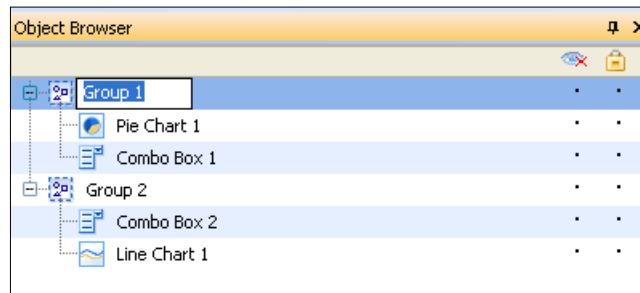 Object Browser
Group 1
Pie Chart 1
Combo Box 1
Group 2
Combo Box 2
Line Chart 1